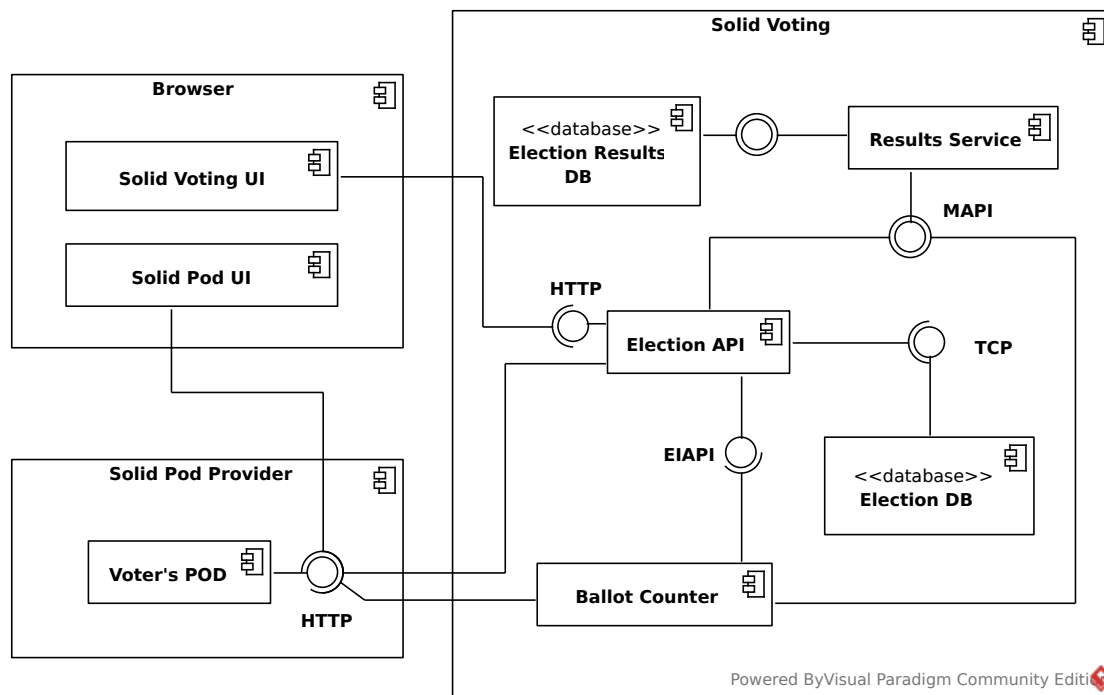 Solid Voting
Browser
<<database>>
Election Results
DB
Results Service
Solid Voting UI
MAPI
Solid Pod UI
HTTP
Election API
TCP
EIAPI
Solid Pod Provider
<<database>>
Election DB
Voter's POD
Ballot Counter
HTTP
Powered ByVisual Paradigm Community Editi